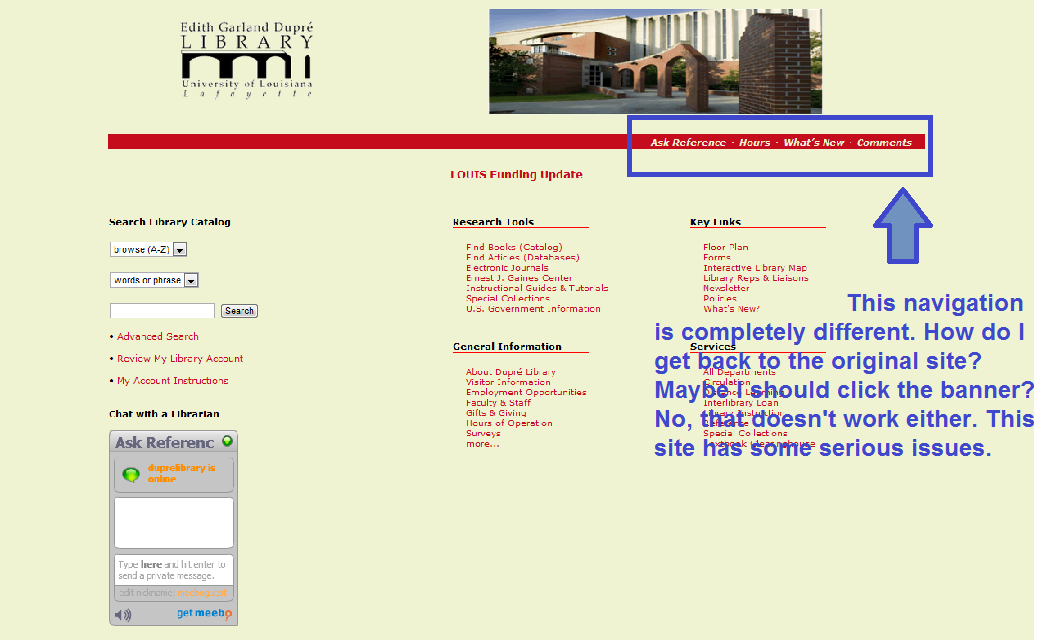 Edith Garland Dupré
LIBRARY
University of Louisiana
Lafayette
Ask Reference · Hours · What's New · Comments
LOUIS Funding Update
Search Library Catalog
browse (A-Z)
words or phrase
Search
• Advanced Search
• Review My Library Account
• My Account Instructions
Chat with a Librarian
Ask Referenc
duprelibrary is
online
Type here and hit enter to
send a private message.
edit nickname:
get meebo
Research Tools
Find Books (Catalog)
Find Articles (Databases)
Electronic Journals
Ernest J. Gaines Center
Instructional Guides & Tutorials
Special Collections
U.S. Government Information
General Information
About Dupré Library
Visitor Information
Employment Opportunities
Faculty & Staff
Gifts & Giving
Hours of Operation
Surveys
more...
Key Links
Floor Plan
Forms
Interactive Library Map
Library Reps & Liaisons
Newsletter
Policies
What's New?
Services
All Departments
Circulation
Distance Learning
Interlibrary Loan
Library Instruction
Reference
Special Collections
Textbook Clearinghouse
This navigation
is completely different. How do I
get back to the original site?
Maybe I should click the banner?
No, that doesn't work either. This
site has some serious issues.